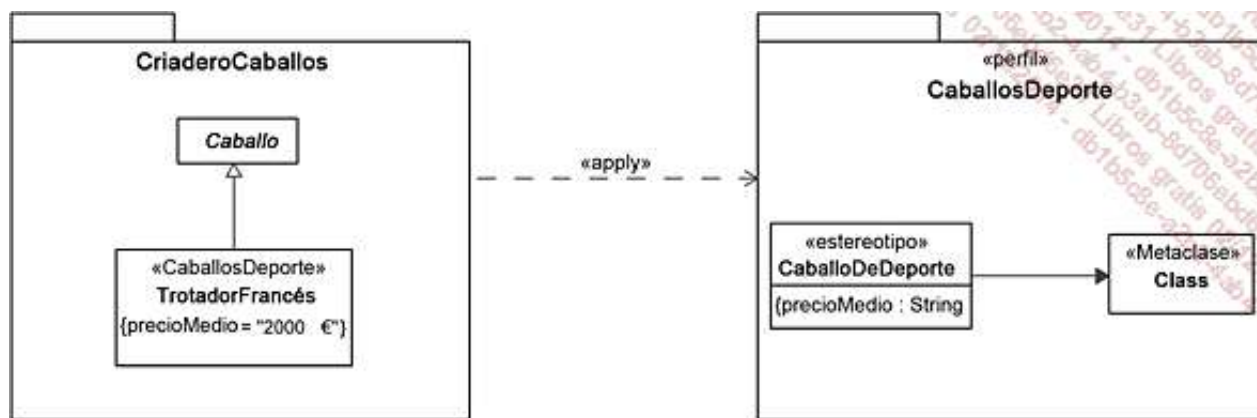 CriaderoCaballos
Caballo
«CaballosDeporte»
TrotadorFrancés
{precioMedio = "2000 €"}
«apply»
«perfil»
CaballosDeporte
«estereotipo»
CaballoDeDeporte
{precioMedio : String
«Metaclase»
Class